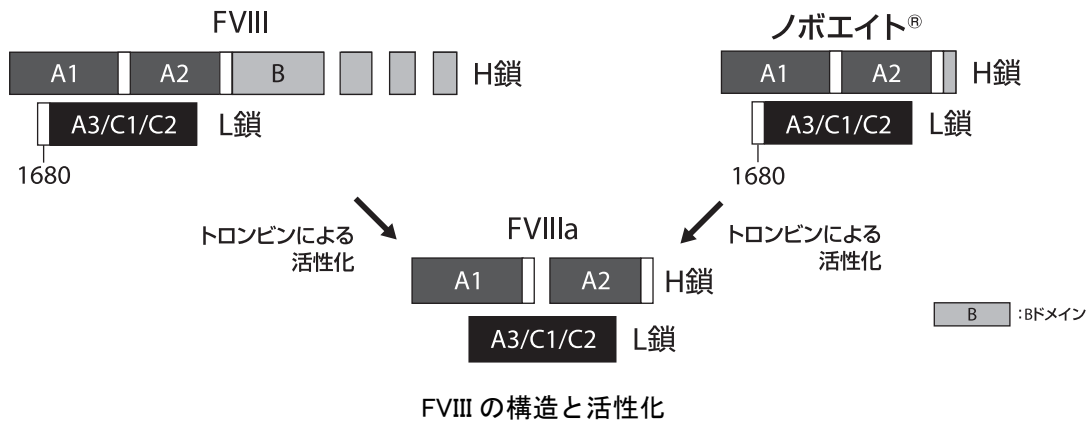 FVIII
A1 A2 B H鎖
A3/C1/C2 L鎖
1680
ノボエイト®
A1 A2 H鎖
A3/C1/C2 L鎖
1680
トロンビンによる
活性化
トロンビンによる
活性化
FVIIIa
A1 A2 H鎖
A3/C1/C2 L鎖
B :Bドメイン
FVIII の構造と活性化